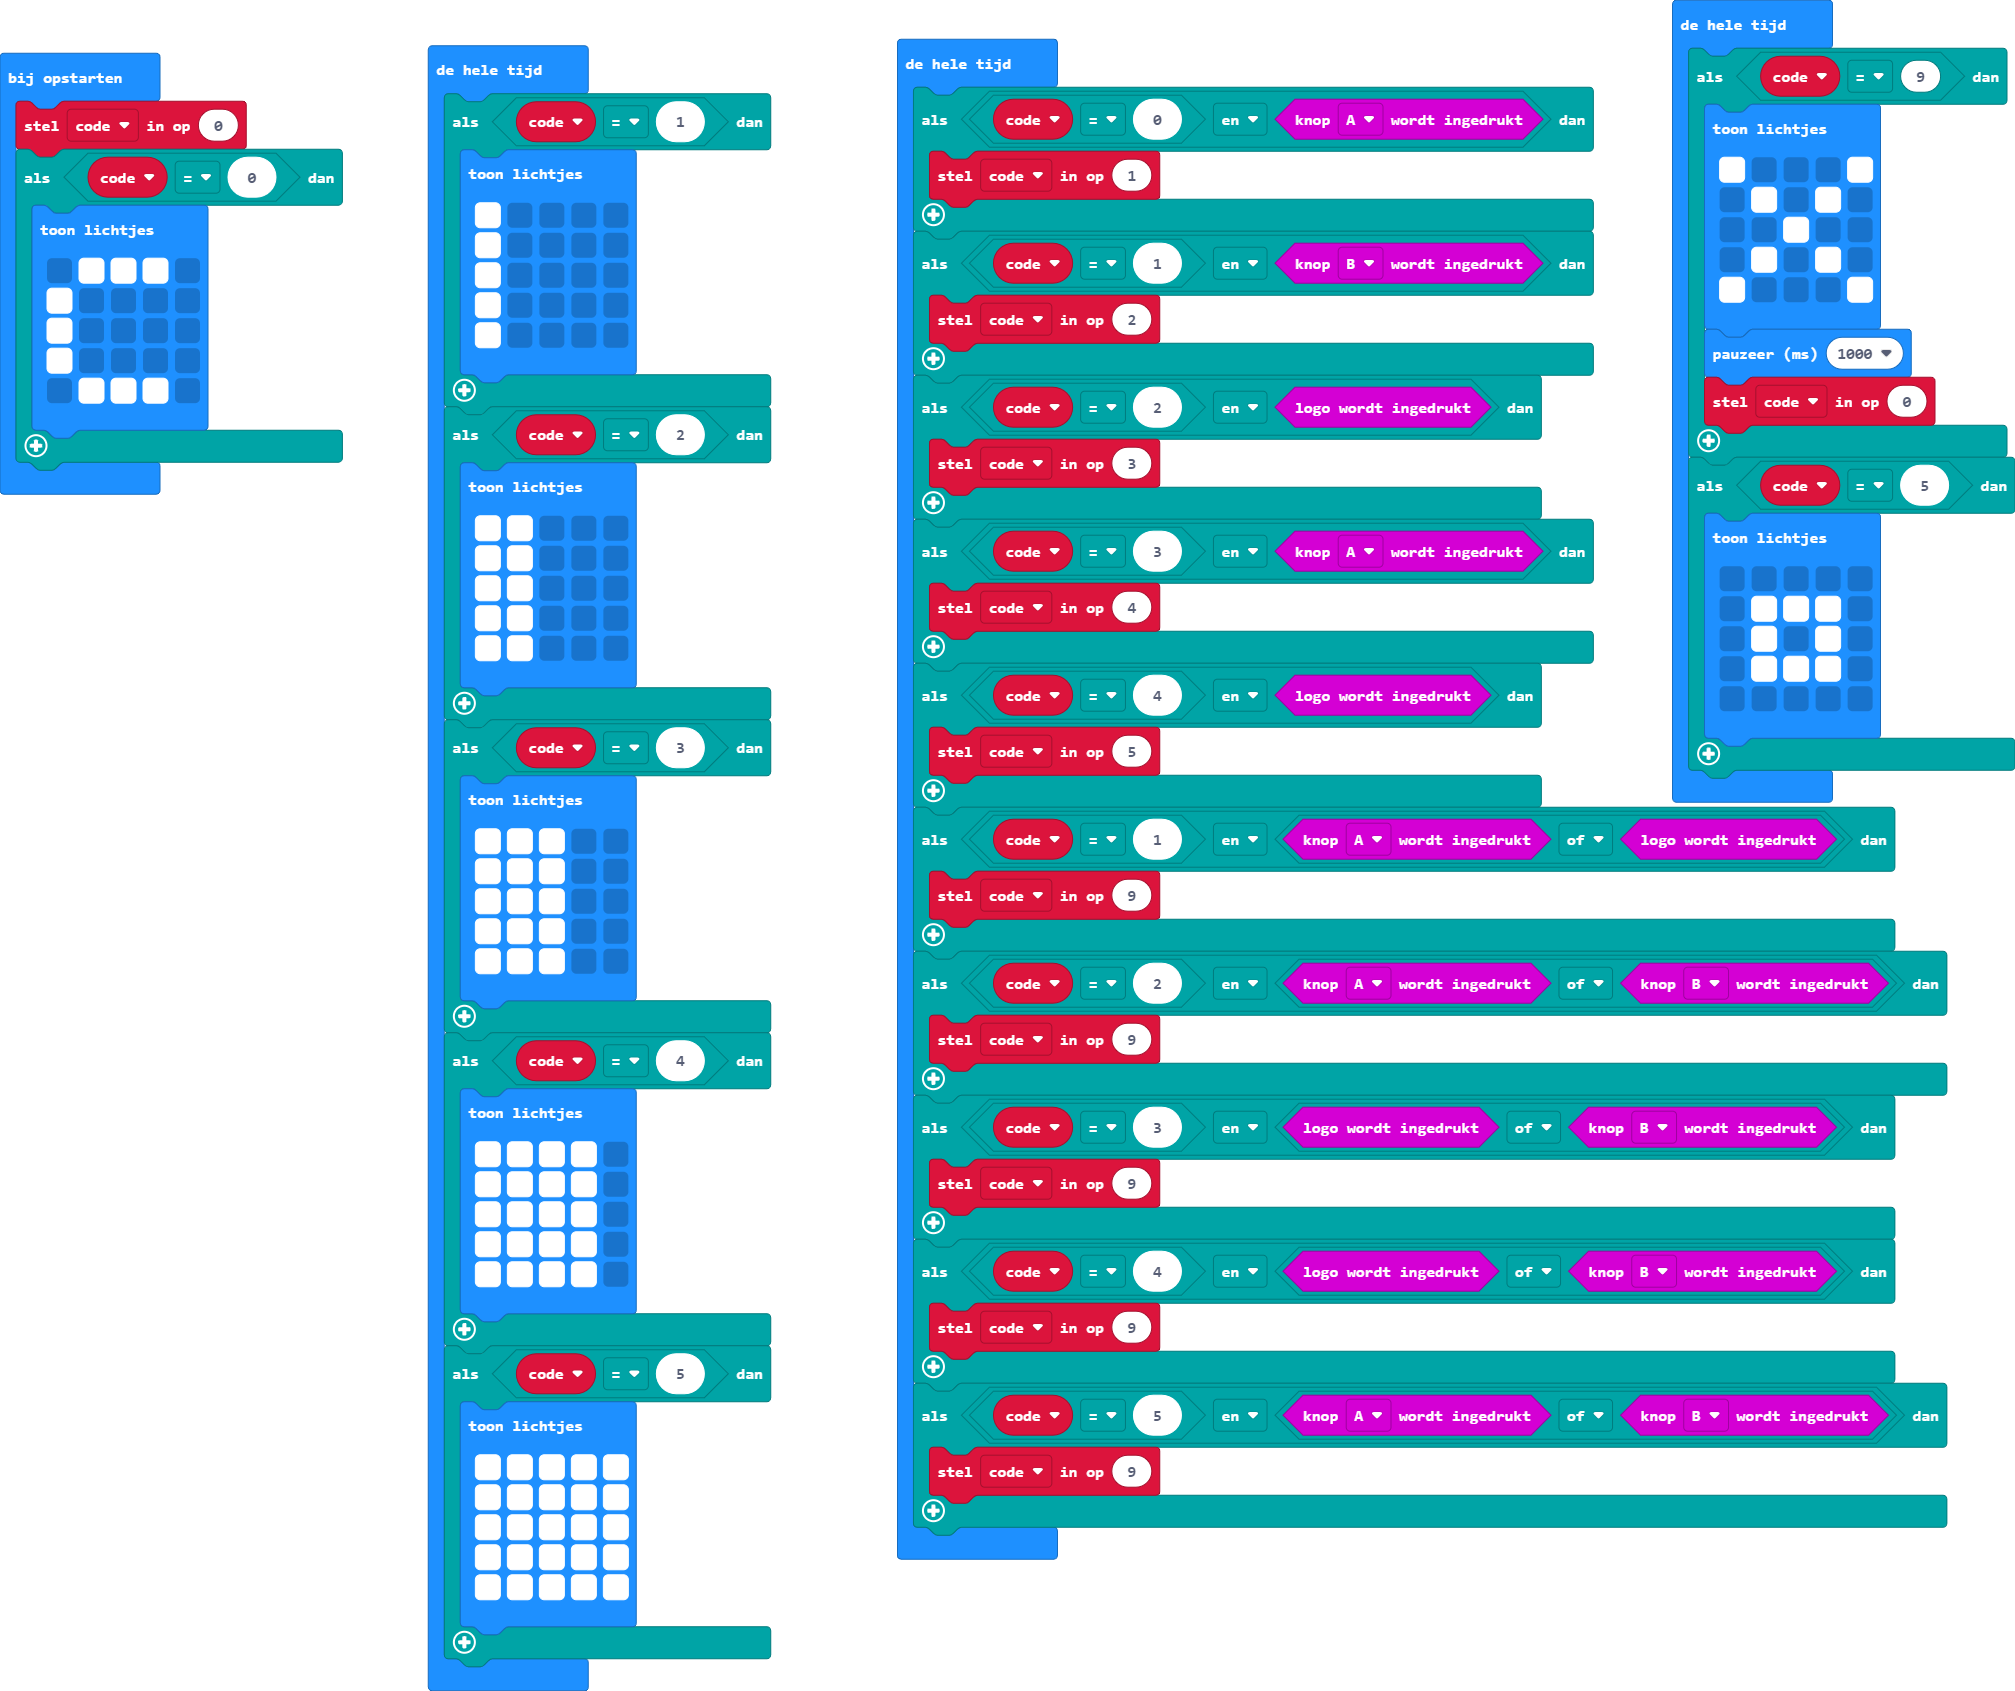 bij opstarten
stel code in op 0
als code = 0 dan
toon lichtjes
de hele tijd
als code = 1 dan
toon lichtjes
als code = 2 dan
toon lichtjes
als code = 3 dan
toon lichtjes
als code = 4 dan
toon lichtjes
als code = 5 dan
toon lichtjes
de hele tijd
als code = 0 en knop A wordt ingedrukt dan
stel code in op 1
als code = 1 en knop B wordt ingedrukt dan
stel code in op 2
als code = 2 en logo wordt ingedrukt dan
stel code in op 3
als code = 3 en knop A wordt ingedrukt dan
stel code in op 4
als code = 4 en logo wordt ingedrukt dan
stel code in op 5
als code = 1 en knop A wordt ingedrukt of logo wordt ingedrukt dan
stel code in op 9
als code = 2 en knop A wordt ingedrukt of knop B wordt ingedrukt dan
stel code in op 9
als code = 3 en logo wordt ingedrukt of knop B wordt ingedrukt dan
stel code in op 9
als code = 4 en logo wordt ingedrukt of knop B wordt ingedrukt dan
stel code in op 9
als code = 5 en knop A wordt ingedrukt of knop B wordt ingedrukt dan
stel code in op 9
de hele tijd
als code = 9 dan
toon lichtjes
pauzeer (ms) 1000
stel code in op 0
als code = 5 dan
toon lichtjes